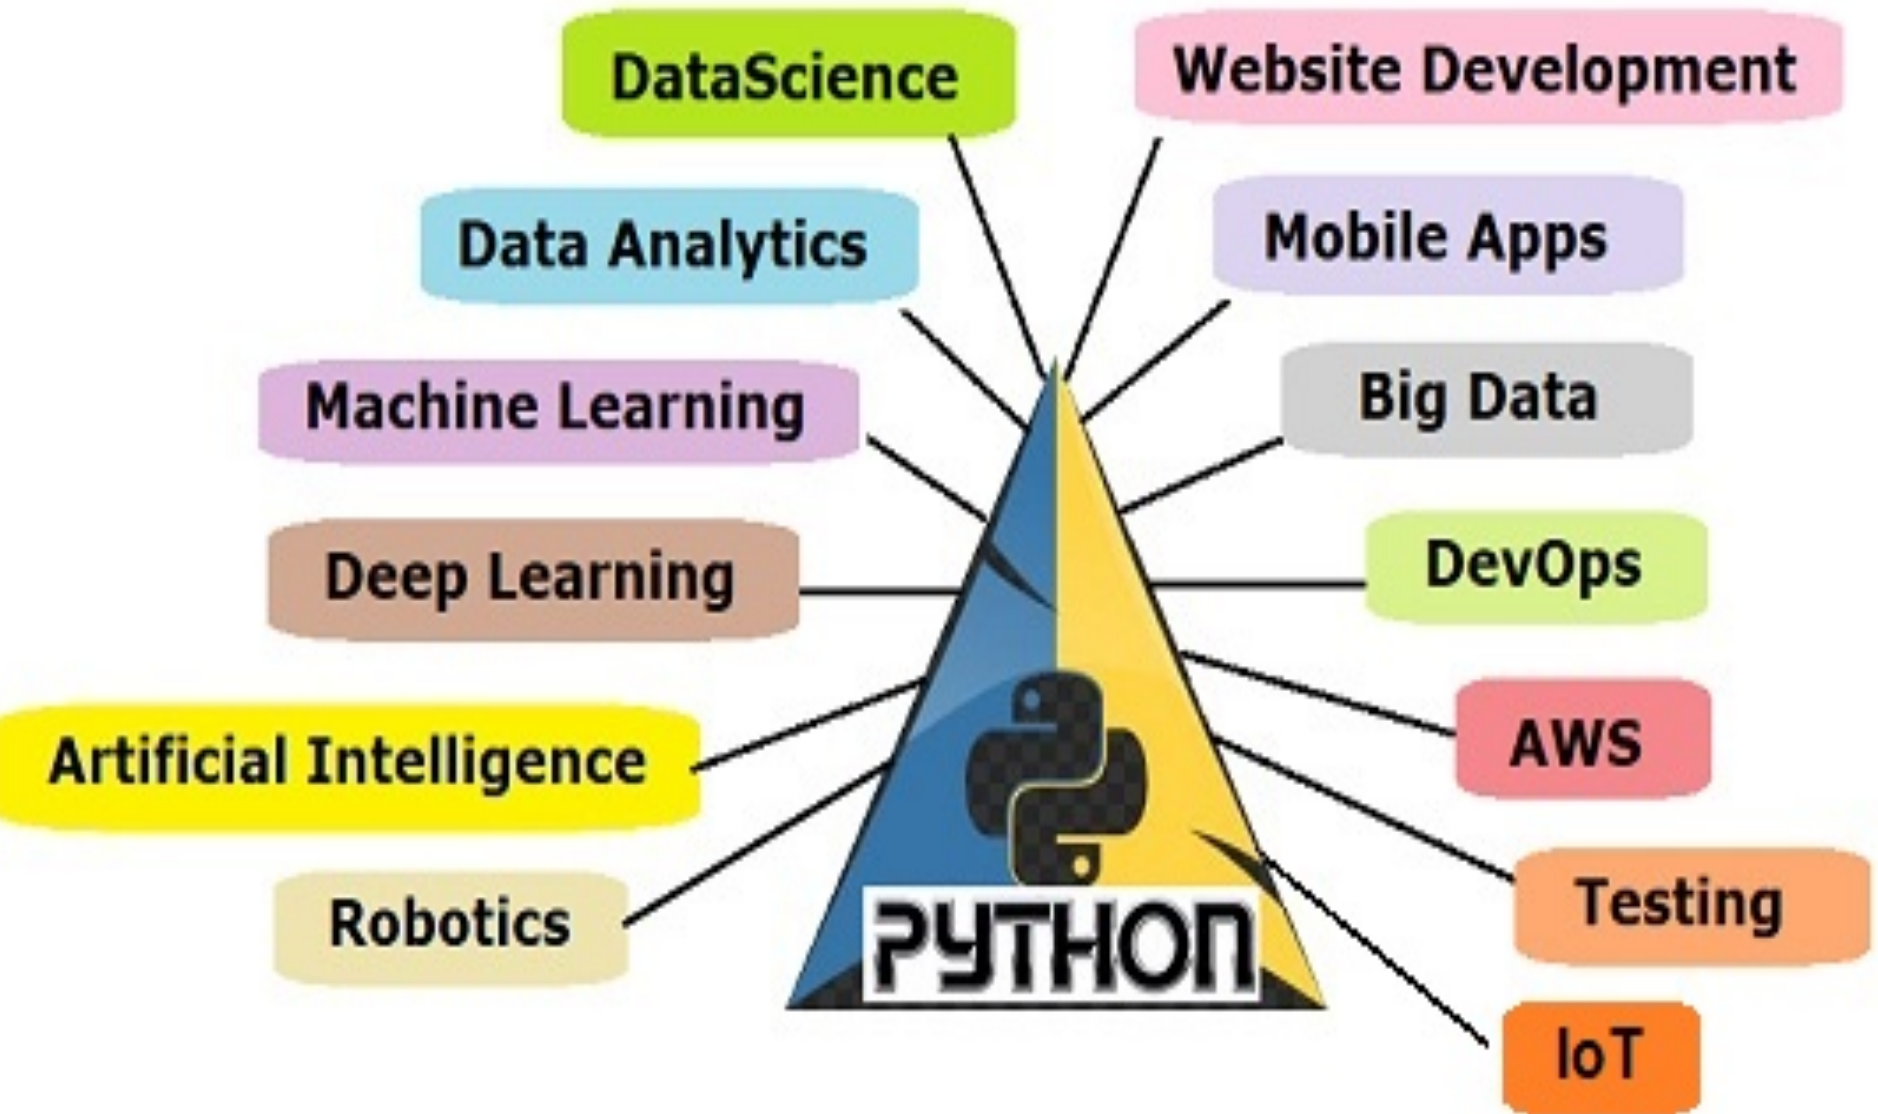 DataScience
Website Development
Data Analytics
Mobile Apps
Machine Learning
Big Data
Deep Learning
DevOps
Artificial Intelligence
AWS
Robotics
Testing
PYTHON
IoT